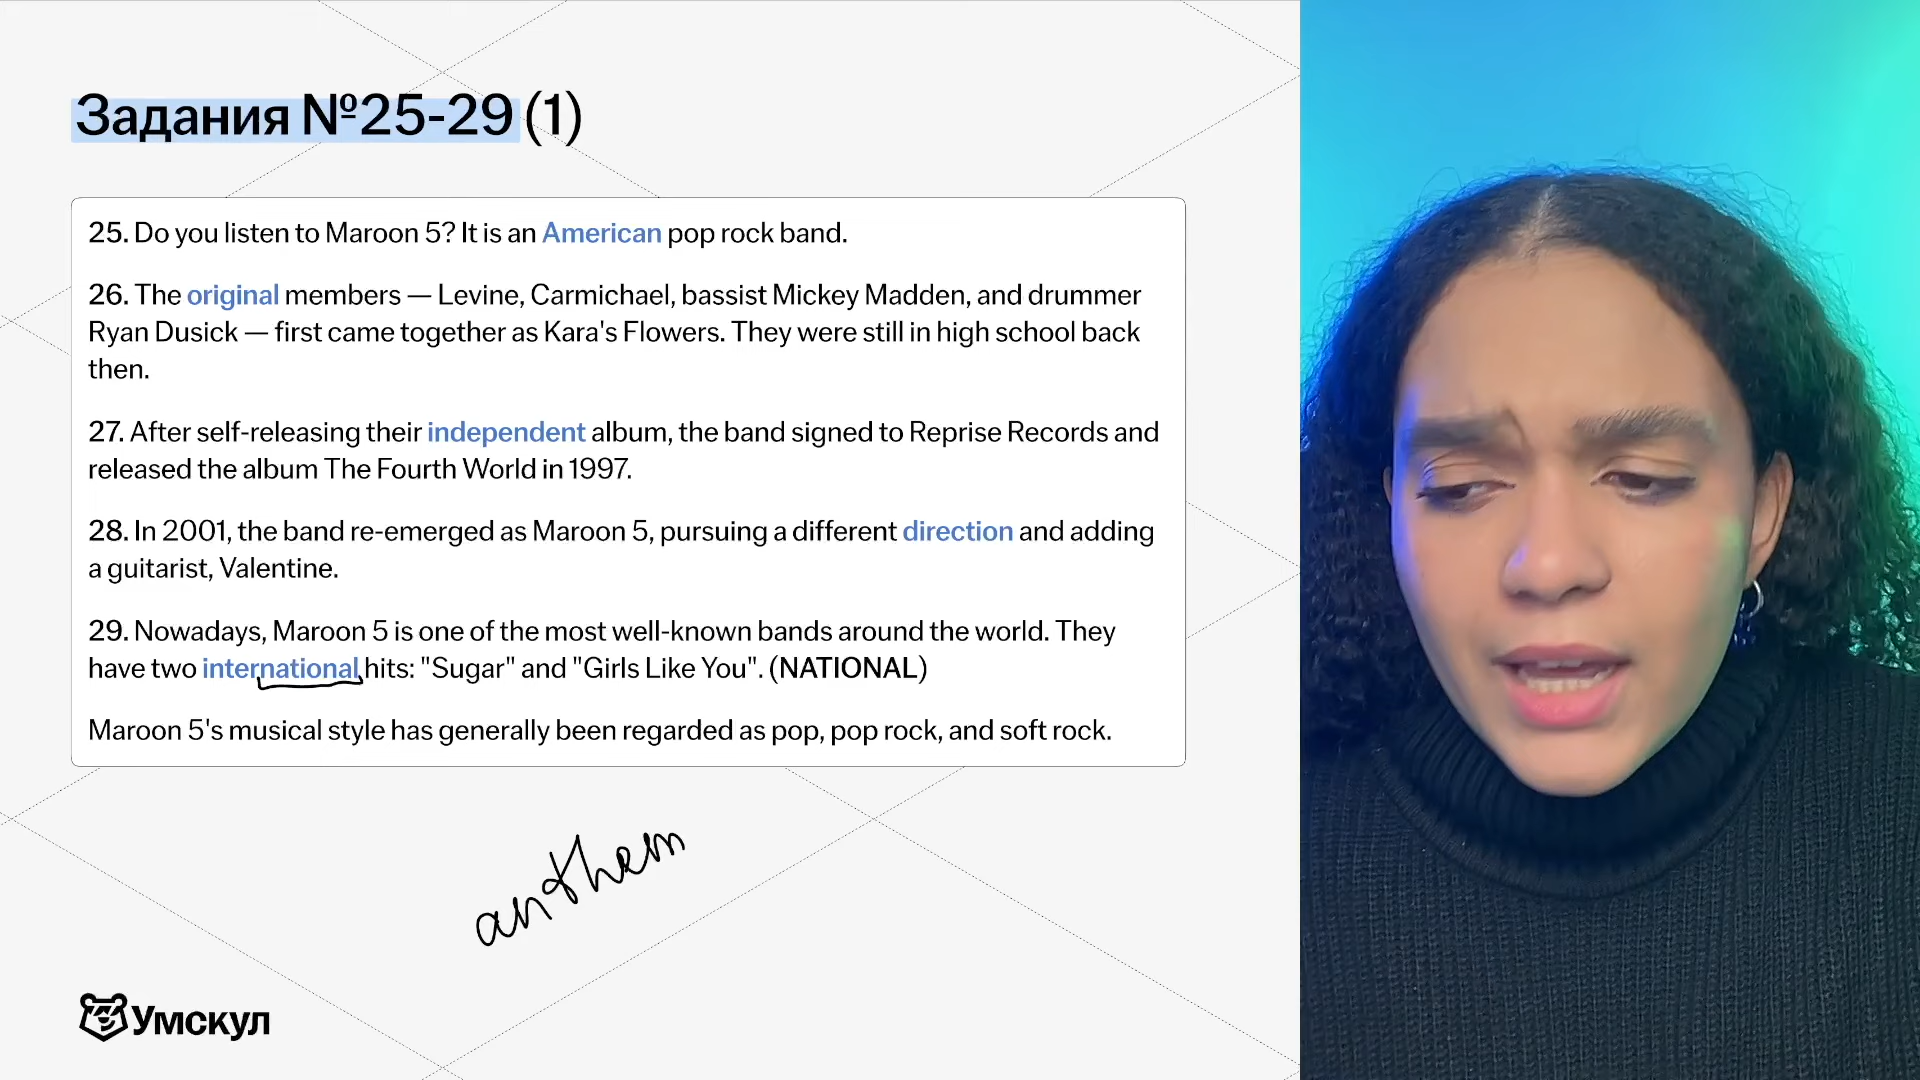 Задания №25-29 (1)
25. Do you listen to Maroon 5? It is an American pop rock band.
26. The original members — Levine, Carmichael, bassist Mickey Madden, and drummer
Ryan Dusick — first came together as Kara's Flowers. They were still in high school back
then.
27. After self-releasing their independent album, the band signed to Reprise Records and
released the album The Fourth World in 1997.
28. In 2001, the band re-emerged as Maroon 5, pursuing a different direction and adding
a guitarist, Valentine.
29. Nowadays, Maroon 5 is one of the most well-known bands around the world. They
have two international hits: "Sugar" and "Girls Like You". (NATIONAL)
Maroon 5's musical style has generally been regarded as pop, pop rock, and soft rock.
anthem
Умскул